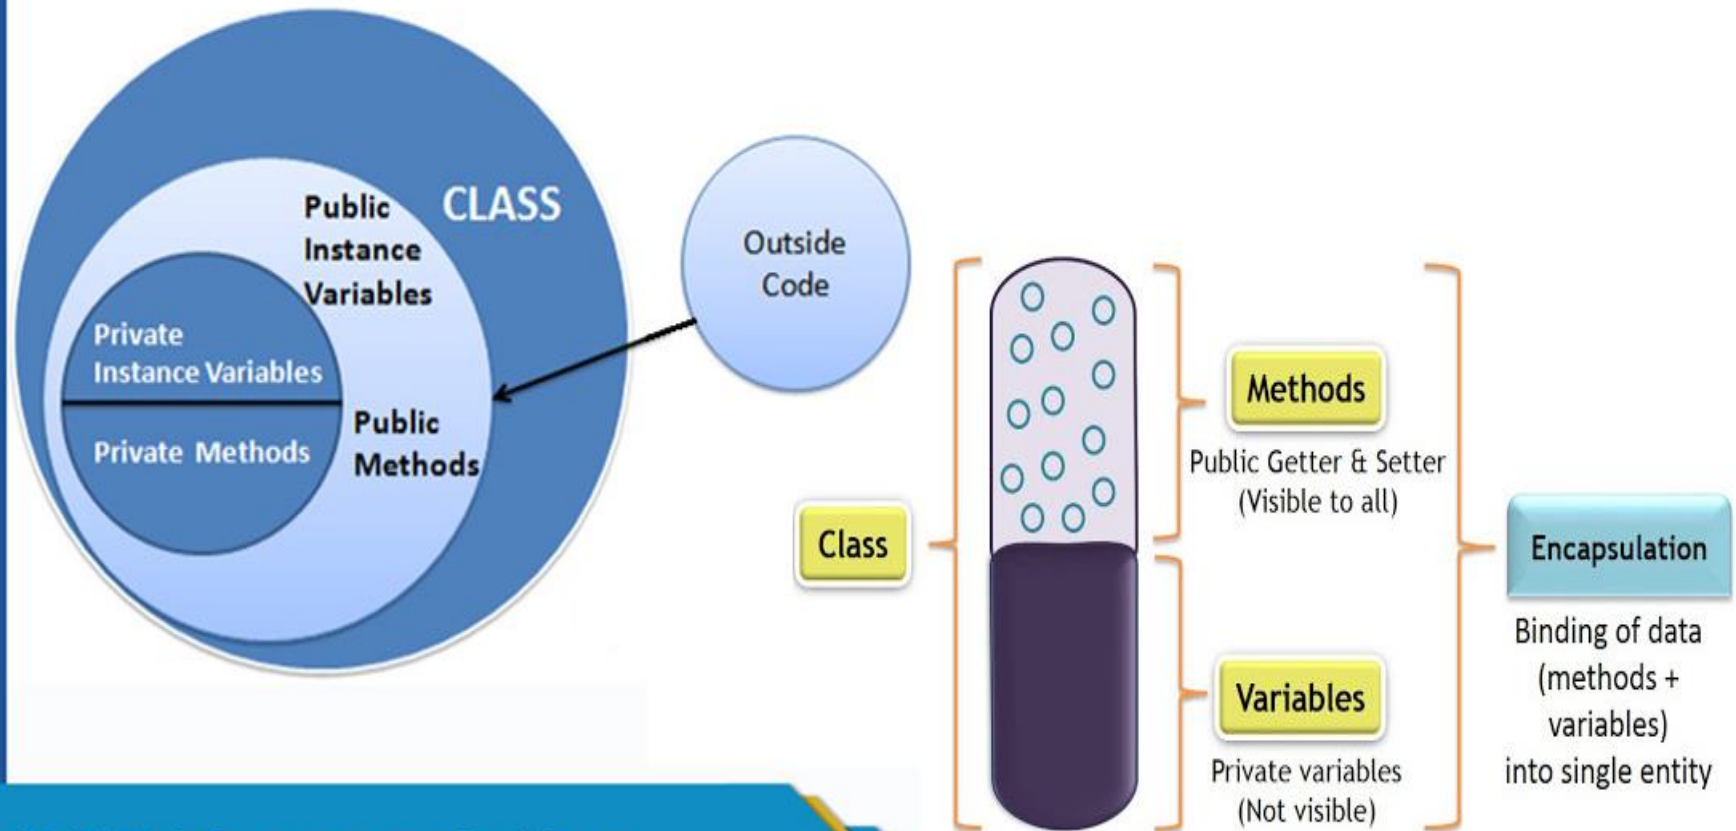 CLASS
Public
Instance
Variables
Private
Instance Variables
Public
Methods
Private Methods
Outside
Code
Class
Methods
Public Getter & Setter
(Visible to all)
Variables
Private variables
(Not visible)
Encapsulation
Binding of data
(methods +
variables)
into single entity